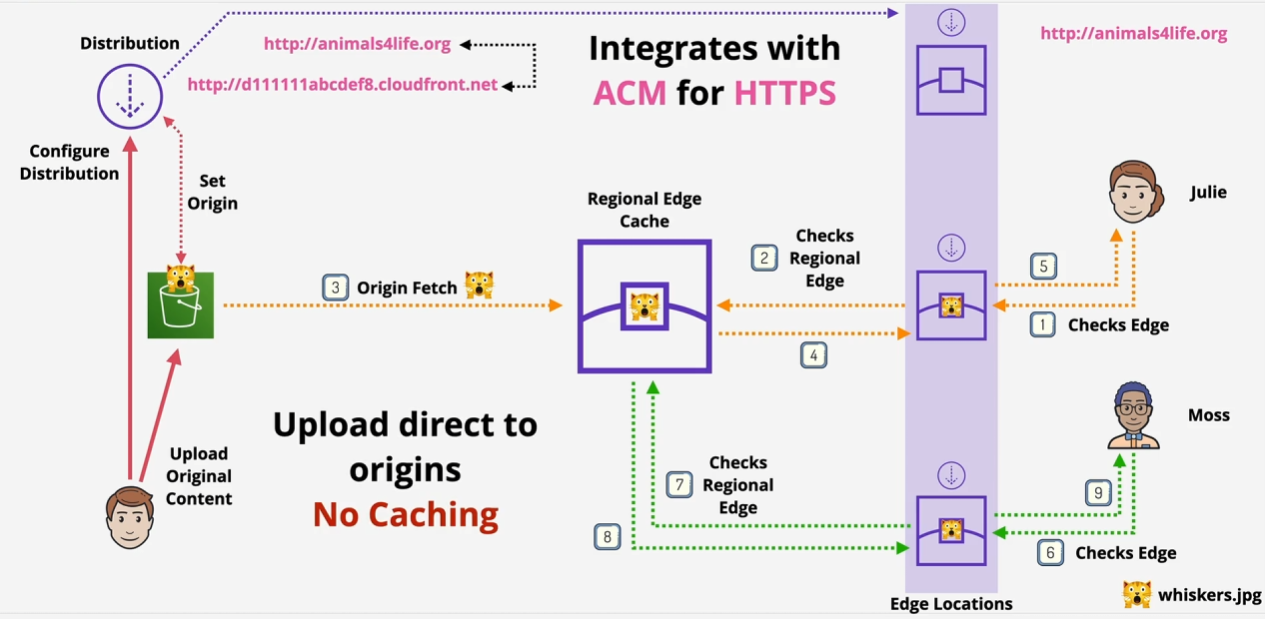 Distribution
http://animals4life.org
http://d111111abcdef8.cloudfront.net
Integrates with
ACM for HTTPS
http://animals4life.org
Configure
Distribution
Set
Origin
Regional Edge
Cache
3 Origin Fetch
2
Checks
Regional
Edge
4
5
Julie
1 Checks Edge
Upload
Original
Content
Upload direct to
origins
No Caching
7
Checks
Regional
Edge
8
Moss
9
6 Checks Edge
Edge Locations
whiskers.jpg